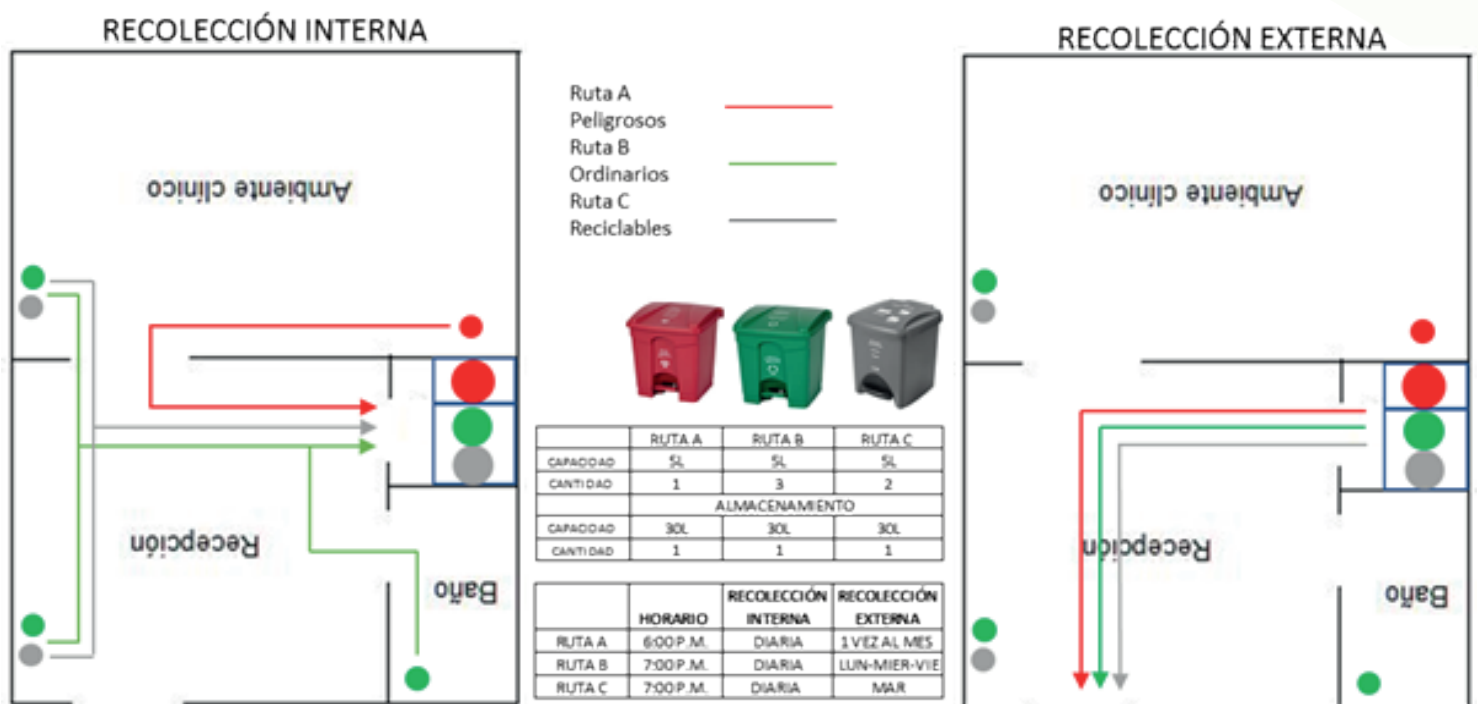 RECOLECCIÓN INTERNA
Ambiente clínico
Recepción
Baño
Ruta A
Peligrosos
Ruta B
Ordinarios
Ruta C
Reciclables
RUTA A RUTA B RUTA C
CAPACIDAD 5L 5L 5L
CANTIDAD 1 3 2
ALMACENAMIENTO
CAPACIDAD 30L 30L 30L
CANTIDAD 1 1 1
HORARIO RECOLECCIÓN INTERNA RECOLECCIÓN EXTERNA
RUTA A 6:00 P.M. DIARIA 1 VEZ AL MES
RUTA B 7:00 P.M. DIARIA LUN-MIER-VIE
RUTA C 7:00 P.M. DIARIA MAR
RECOLECCIÓN EXTERNA
Ambiente clínico
Recepción
Baño